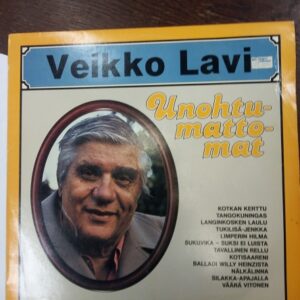 Veikko Lavi
Unohtu-
matto-
mat
KOTKAN KERTTU
TANGOKUNINGAS
LANGINKOSKEN LAULU
TUKILISÄ-JENKKA
LIMPERIN HILMA
SUKUVIKA – SUKSI EI LUISTA
TAVALLINEN RELLU
KOTISAARENI
BALLADI WILLY HEINZISTA
NÄLKÄLINNA
SILAKKA-APAJALLA
VÄÄRÄ VITONEN